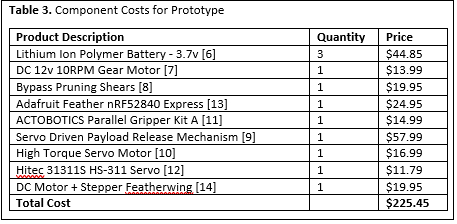 Table 3. Component Costs for Prototype
Product Description Quantity Price
Lithium Ion Polymer Battery - 3.7v [6] 3 $44.85
DC 12v 10RPM Gear Motor [7] 1 $13.99
Bypass Pruning Shears [8] 1 $19.95
Adafruit Feather nRF52840 Express [13] 1 $24.95
ACTOBOTICS Parallel Gripper Kit A [11] 1 $14.99
Servo Driven Payload Release Mechanism [9] 1 $57.99
High Torque Servo Motor [10] 1 $16.99
Hitec 31311S HS-311 Servo [12] 1 $11.79
DC Motor + Stepper Featherwing [14] 1 $19.95
Total Cost $225.45